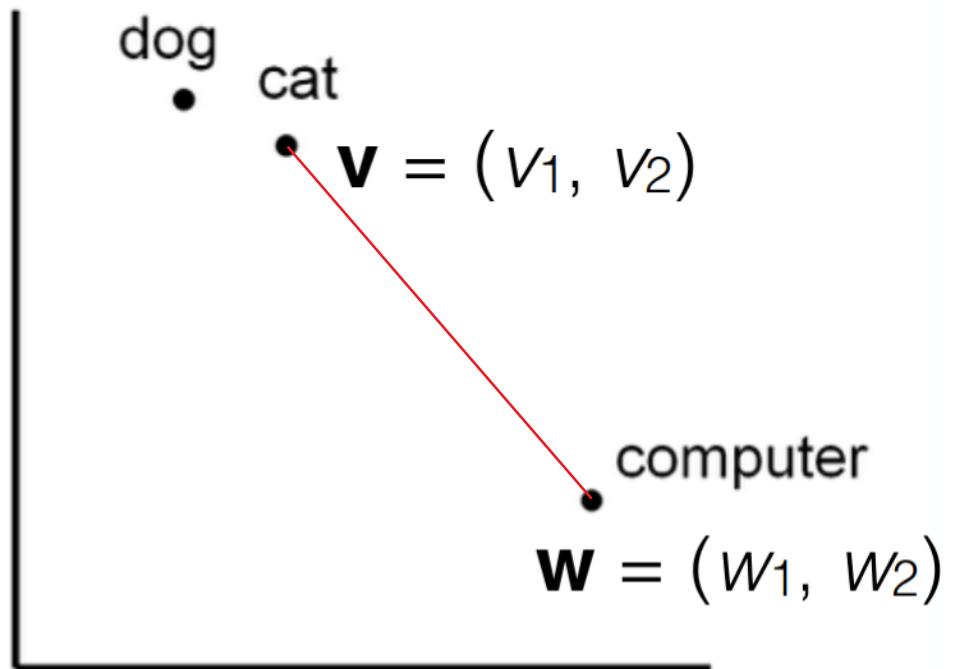 dog
cat
v = (v1, v2)
computer
w = (w1, w2)